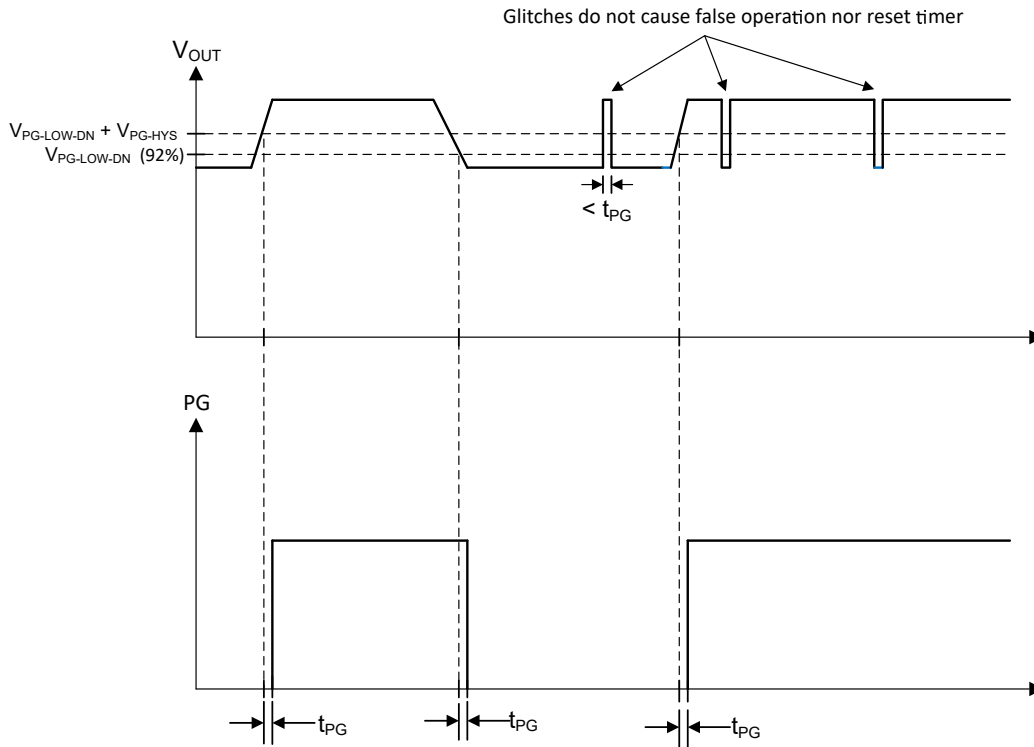 Glitches do not cause false operation nor reset timer
VOUT
VPG-LOW-DN + VPG-HYS
VPG-LOW-DN (92%)
< tPG
PG
tPG
tPG
tPG